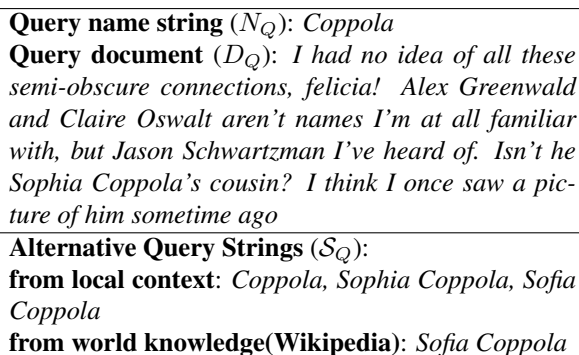 Query name string (N_Q): Coppola
Query document (D_Q): I had no idea of all these
semi-obscure connections, felicia! Alex Greenwald
and Claire Oswalt aren't names I'm at all familiar
with, but Jason Schwartzman I've heard of. Isn't he
Sophia Coppola's cousin? I think I once saw a pic-
ture of him sometime ago
Alternative Query Strings (S_Q):
from local context: Coppola, Sophia Coppola, Sofia
Coppola
from world knowledge(Wikipedia): Sofia Coppola